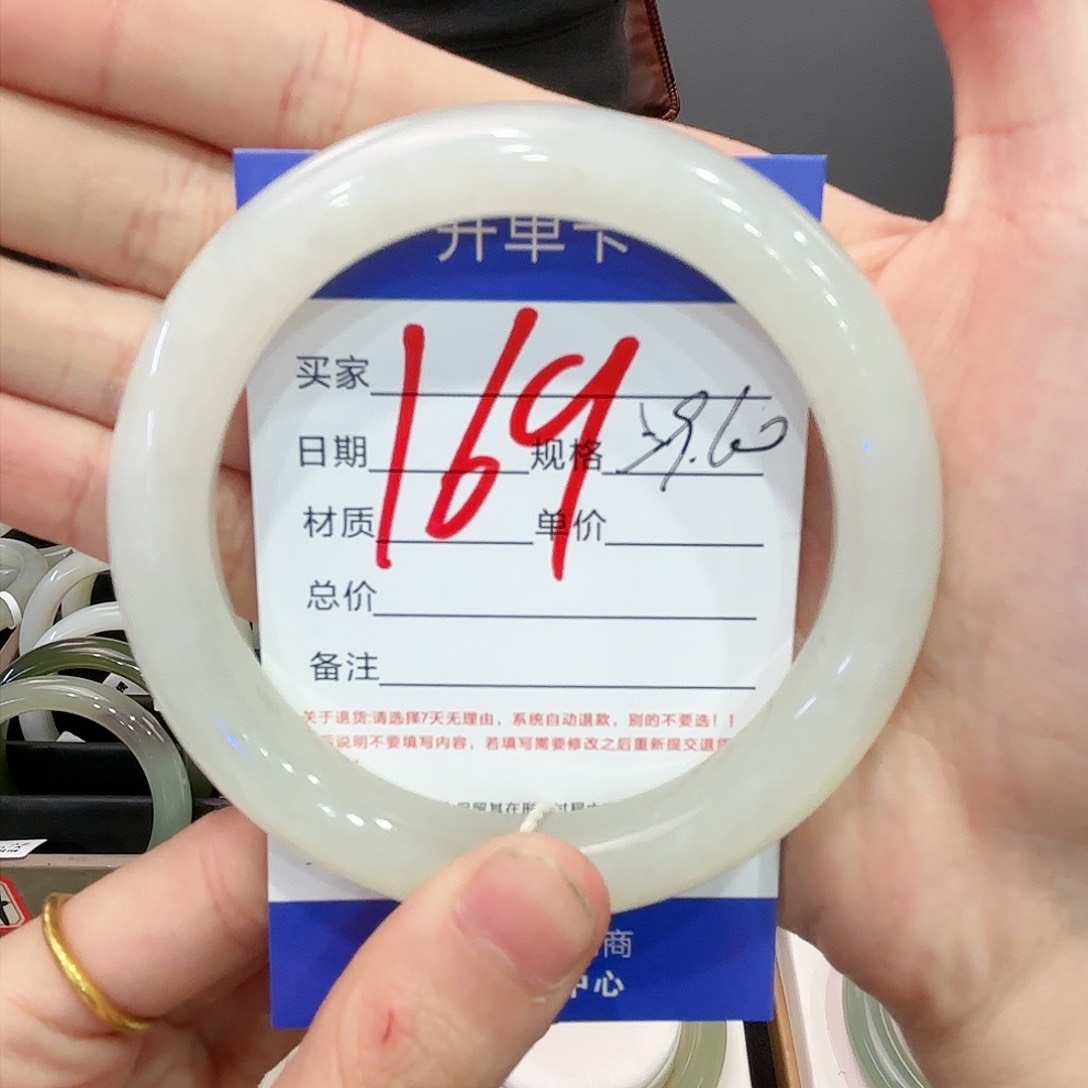 开单卡
买家
169
日期 规格 59.60
材质 单价
总价
备注
关于退货:请选择7天无理由，系统自动退款，别的不要选！！
后说明不要填写内容，若填写需要修改之后重新提交退货
商
中心